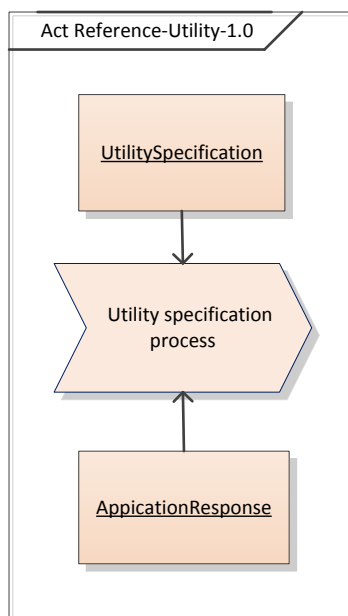 Act Reference-Utility-1.0
UtilitySpecification
Utility specification
process
AppicationResponse